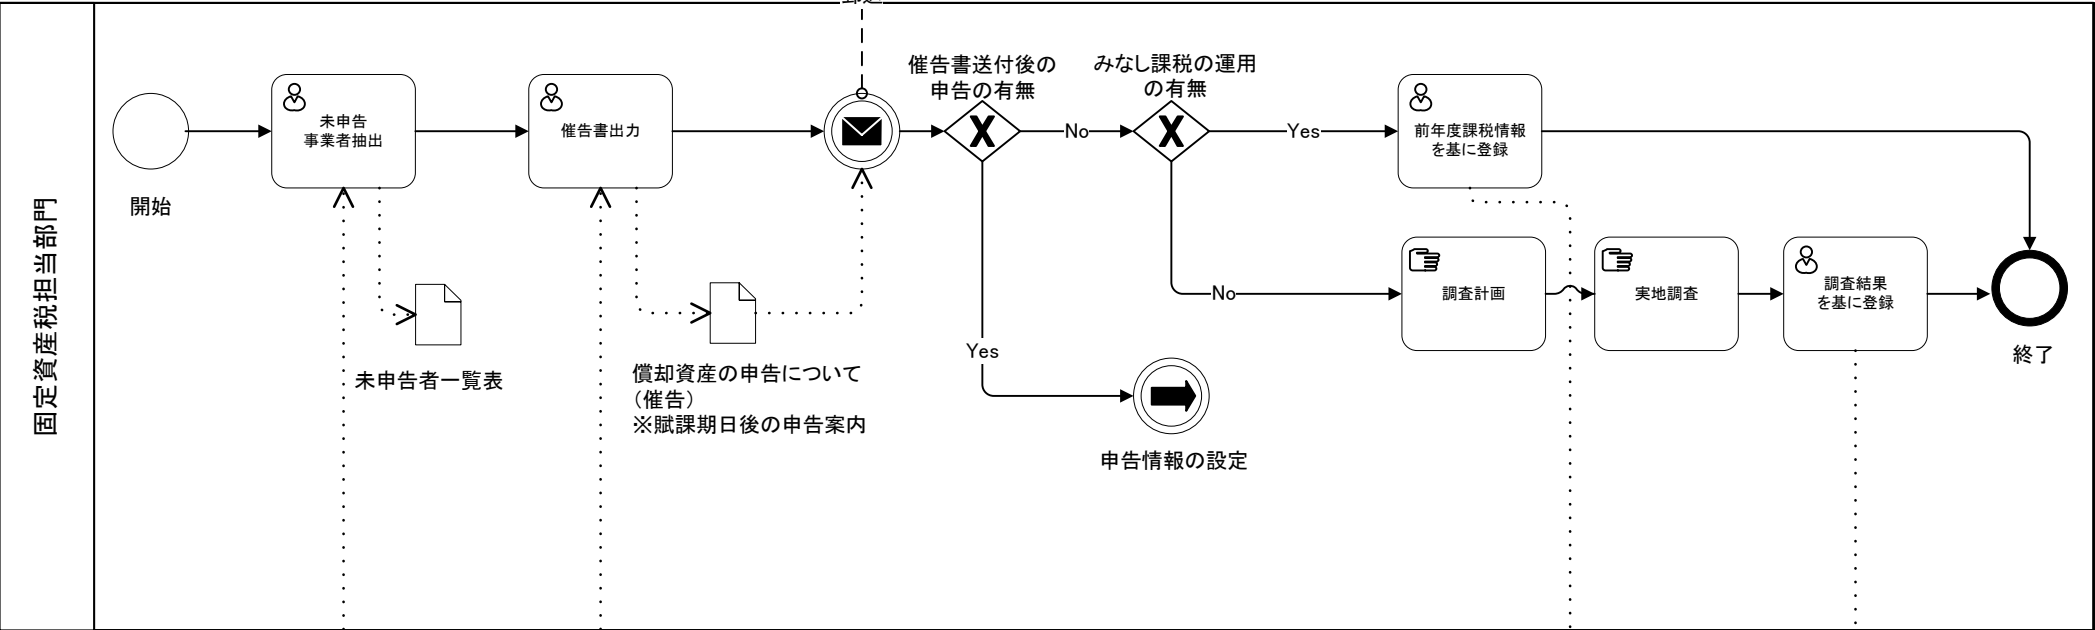 固定資産税担当部門
開始
未申告
事業者抽出
未申告者一覧表
催告書出力
償却資産の申告について
(催告)
※賦課期日後の申告案内
催告書送付後の
申告の有無
No
Yes
申告情報の設定
みなし課税の運用
の有無
Yes
No
前年度課税情報
を基に登録
調査計画
実地調査
調査結果
を基に登録
終了